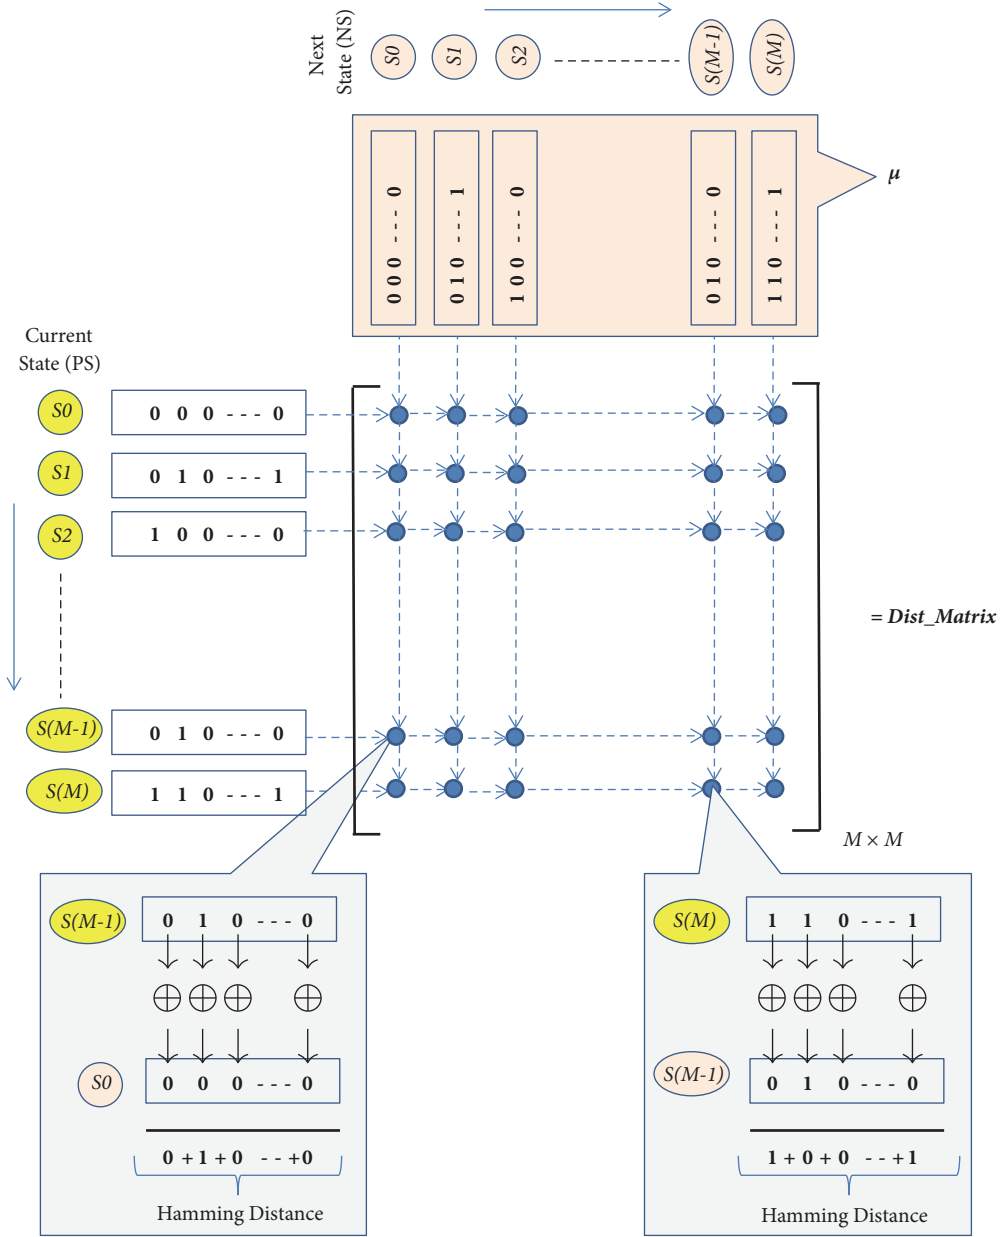 Next
State (NS)
S0
S1
S2
S(M-1)
S(M)
0 0 0 - - - 0
0 1 0 - - - 1
1 0 0 - - - 0
0 1 0 - - - 0
1 1 0 - - - 1
μ
Current
State (PS)
S0
0 0 0 - - - 0
S1
0 1 0 - - - 1
S2
1 0 0 - - - 0
= Dist_Matrix
S(M-1)
0 1 0 - - - 0
S(M)
1 1 0 - - - 1
M × M
S(M-1)
0 1 0 - - - 0
S0
0 0 0 - - - 0
0 + 1 + 0 - - + 0
Hamming Distance
S(M)
1 1 0 - - - 1
S(M-1)
0 1 0 - - - 0
1 + 0 + 0 - - + 1
Hamming Distance